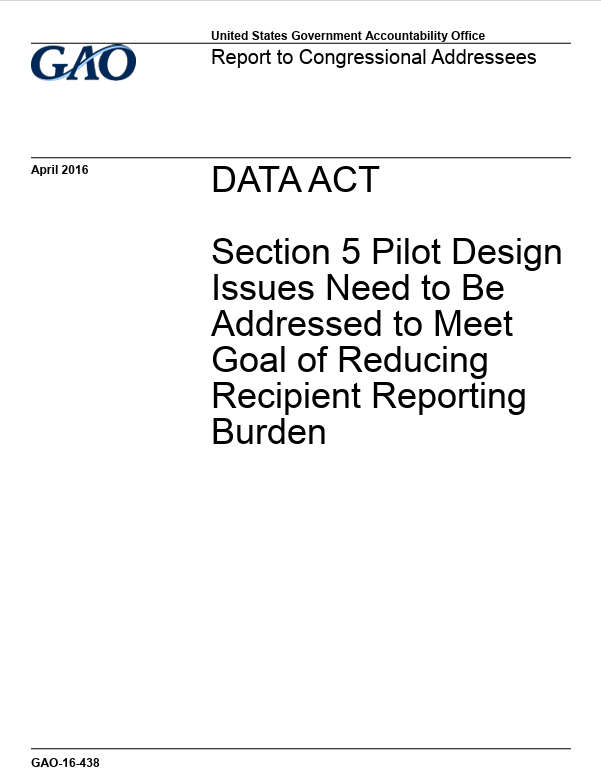 United States Government Accountability Office
GAO
Report to Congressional Addressees
April 2016
DATA ACT
Section 5 Pilot Design
Issues Need to Be
Addressed to Meet
Goal of Reducing
Recipient Reporting
Burden
GAO-16-438